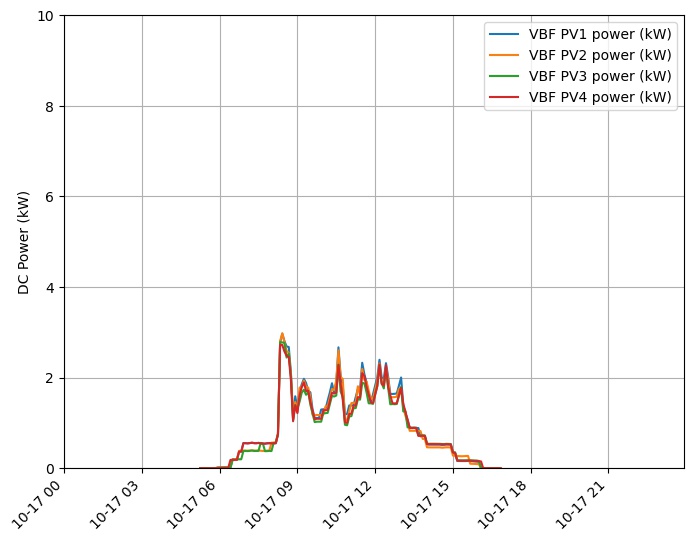 10
8
6
4
2
0
DC Power (kW)
VBF PV1 power (kW)
VBF PV2 power (kW)
VBF PV3 power (kW)
VBF PV4 power (kW)
10-17 00
10-17 03
10-17 06
10-17 09
10-17 12
10-17 15
10-17 18
10-17 21